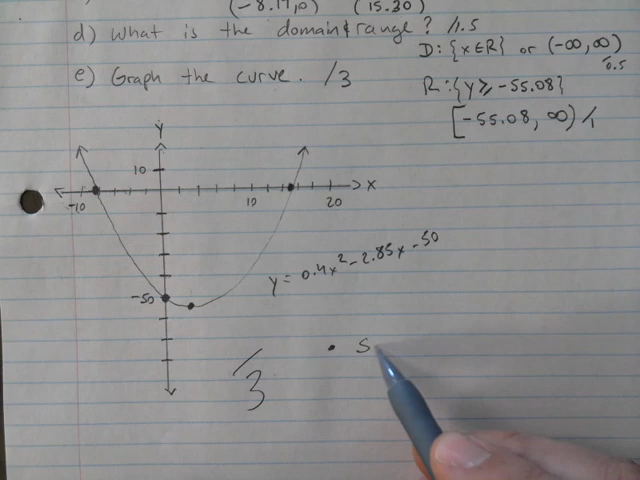 (-8.17,0) (15.30)
d) What is the domain & range? /1.5
D: {x∈R} or (-∞,∞)
0.5
e) Graph the curve. /3
R: {y ≥ -55.08}
[-55.08, ∞) /1
Y
10
X
-10
10
20
y = 0.4x² - 2.85x - 50
-50
/3
• S